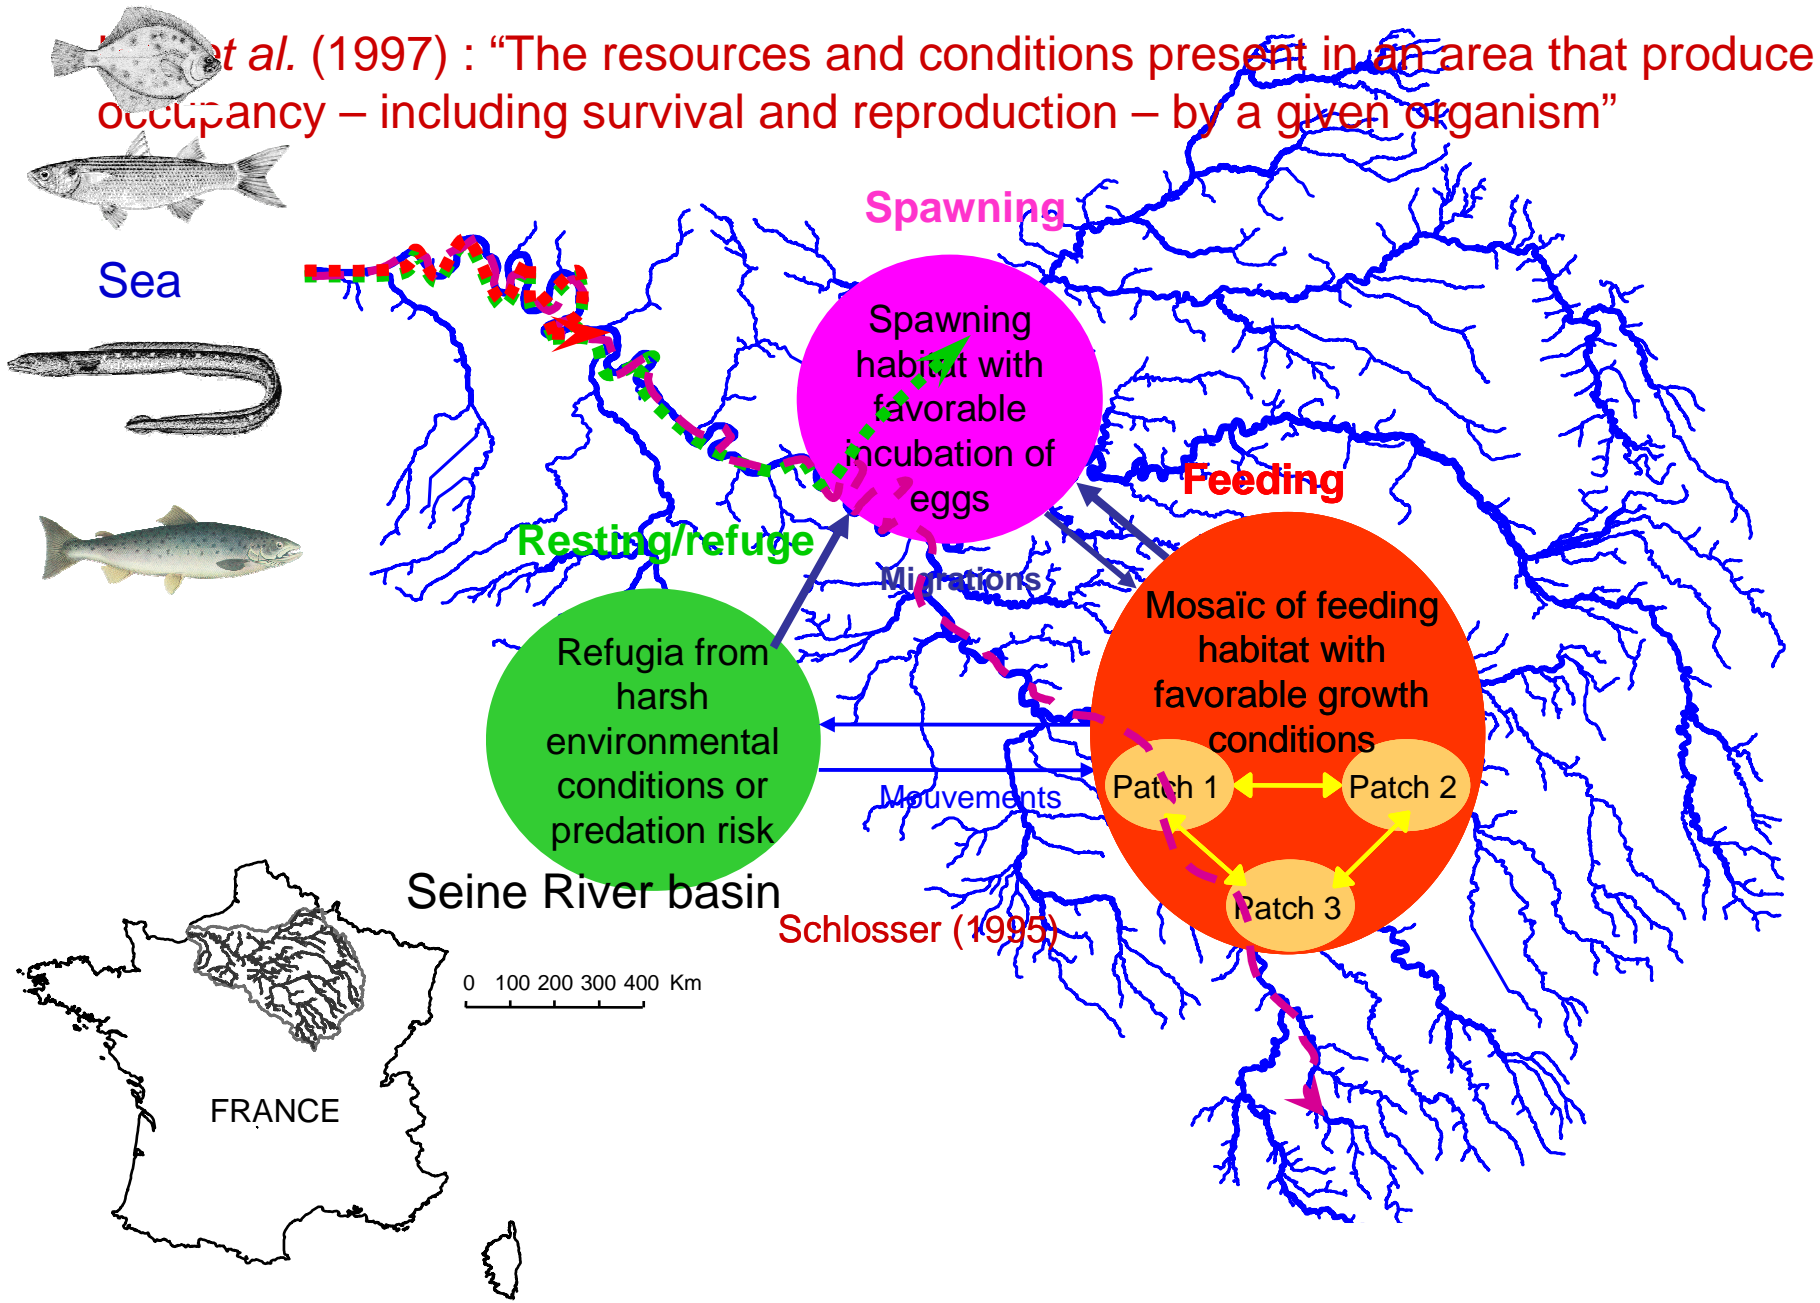 et al. (1997) : “The resources and conditions present in an area that produce
occupancy – including survival and reproduction – by a given organism”
Spawning
Sea
Spawning
habitat with
favorable
incubation of
eggs
Feeding
Resting/refuge
Migrations
Mosaïc of feeding
habitat with
favorable growth
conditions
Refugia from
harsh
environmental
conditions or
predation risk
Patch 1
Patch 2
Mouvements
Patch 3
Seine River basin
Schlosser (1995)
0 100 200 300 400 Km
FRANCE